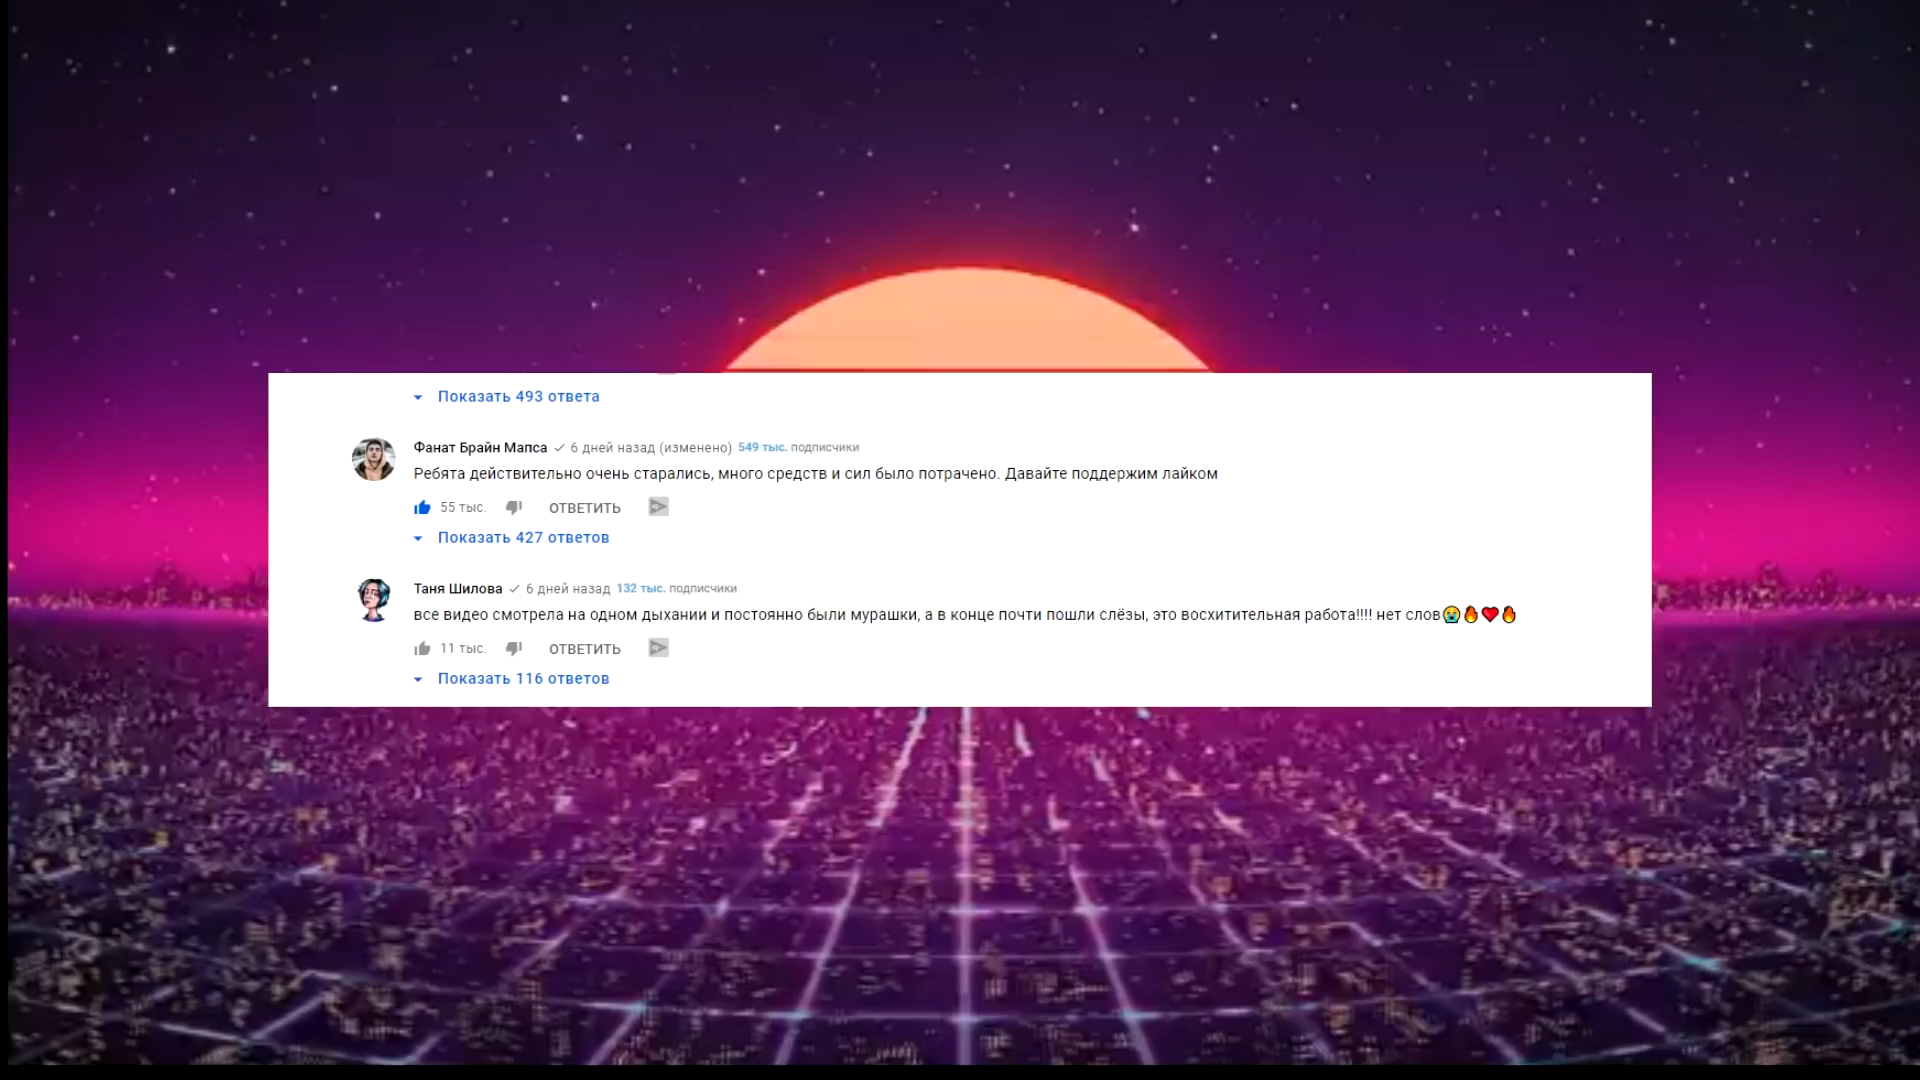 Показать 493 ответа
Фанат Брайн Мапса 6 дней назад (изменено) 549 тыс. подписчики
Ребята действительно очень старались, много средств и сил было потрачено. Давайте поддержим лайком
55 тыс. ОТВЕТИТЬ
Показать 427 ответов
Таня Шилова 6 дней назад 132 тыс. подписчики
все видео смотрела на одном дыхании и постоянно были мурашки, а в конце почти пошли слёзы, это восхитительная работа!!!! нет слов😭🔥❤️🔥
11 тыс. ОТВЕТИТЬ
Показать 116 ответов